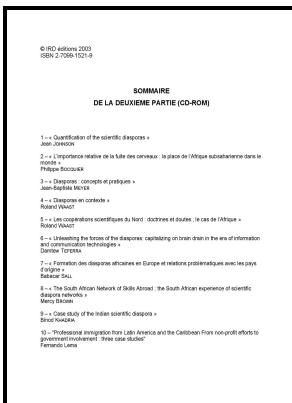 © IRD éditions 2003
ISBN 2-7099-1521-9
SOMMAIRE
DE LA DEUXIEME PARTIE (CD-ROM)
1 – « Quantification of the scientific diasporas »
Jean JOHNSON
2 – « L'importance relative de la fuite des cerveaux : la place de l'Afrique subsaharienne dans le
monde »
Philippe BOCQUIER
3 – « Diasporas : concepts et pratiques »
Jean-Baptiste MEYER
4 – « Diasporas en contexte »
Roland WAAST
5 – « Les coopérations scientifiques du Nord : doctrines et doutes ; le cas de l'Afrique »
Roland WAAST
6 – « Unleashing the forces of the diaspora: capitalizing on brain drain in the era of information
and communication technologies »
Damtew TEFERRA
7 – « Formation des diasporas africaines en Europe et relations problématiques avec les pays
d'origine »
Babacar SALL
8 – « The South African Network of Skills Abroad : the South African experience of scientific
diaspora networks »
Mercy BROWN
9 – « Case study of the Indian scientific diaspora »
Binod KHADRIA
10 – "Professional immigration from Latin America and the Caribbean From non-profit efforts to
government involvement : three case studies"
Fernando Lema